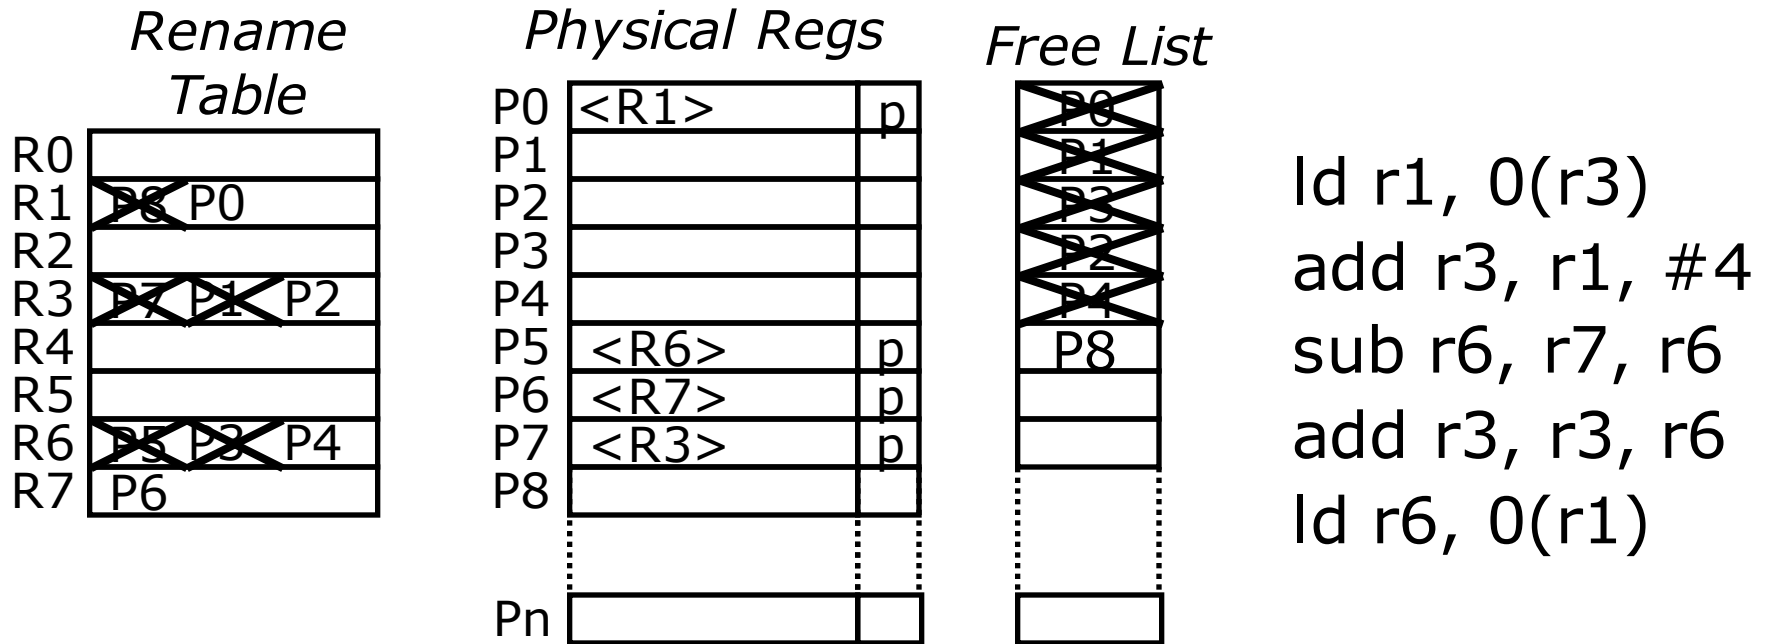 Rename
Table
R0
R1 P8 P0
R2
R3 P7 P1 P2
R4
R5
R6 P5 P3 P4
R7 P6
Physical Regs
P0 <R1> p
P1
P2
P3
P4
P5 <R6> p
P6 <R7> p
P7 <R3> p
P8
Pn
Free List
P0
P1
P3
P2
P4
P8
ld r1, 0(r3)
add r3, r1, #4
sub r6, r7, r6
add r3, r3, r6
ld r6, 0(r1)